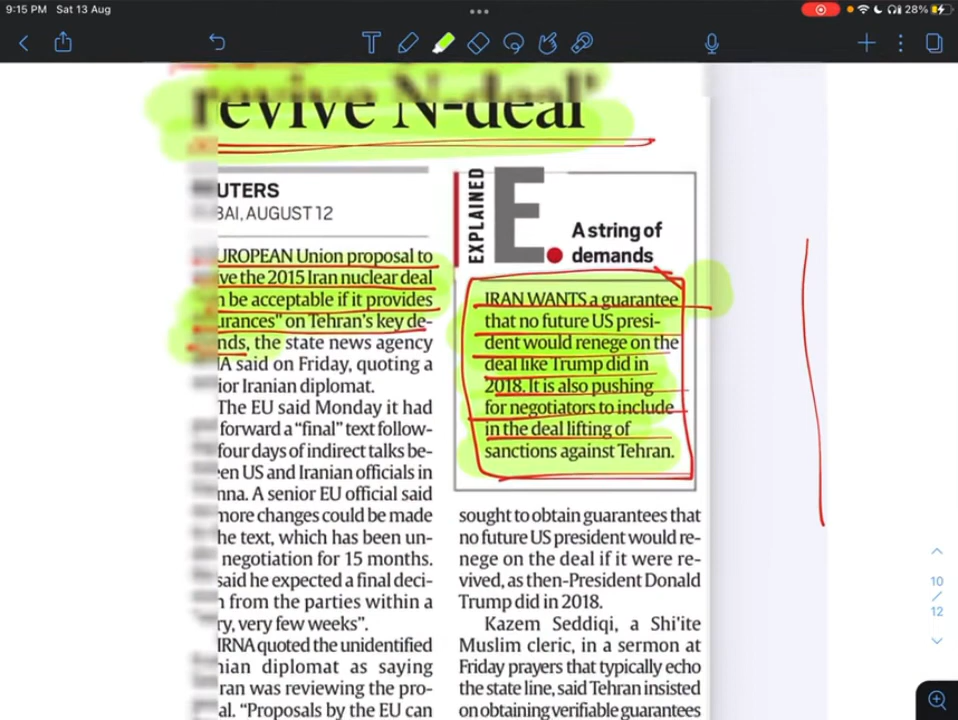 9:15 PM Sat 13 Aug
28%
T
revive N-deal'
UTERS
BAI, AUGUST 12
UROPEAN Union proposal to
ve the 2015 Iran nuclear deal
n be acceptable if it provides
urances" on Tehran's key de-
nds, the state news agency
A said on Friday, quoting a
ior Iranian diplomat.
The EU said Monday it had
forward a "final" text follow-
four days of indirect talks be-
en US and Iranian officials in
nna. A senior EU official said
more changes could be made
he text, which has been un-
negotiation for 15 months.
said he expected a final deci-
n from the parties within a
ry, very few weeks".
IRNA quoted the unidentified
nian diplomat as saying
ran was reviewing the pro-
al. "Proposals by the EU can
EXPLAINED
E.
A string of
demands
IRAN WANTS a guarantee
that no future US presi-
dent would renege on the
deal like Trump did in
2018. It is also pushing
for negotiators to include
in the deal lifting of
sanctions against Tehran.
sought to obtain guarantees that
no future US president would re-
nege on the deal if it were re-
vived, as then-President Donald
Trump did in 2018.
Kazem Seddiqi, a Shi'ite
Muslim cleric, in a sermon at
Friday prayers that typically echo
the state line, said Tehran insisted
on obtaining verifiable guarantees
10
/
12